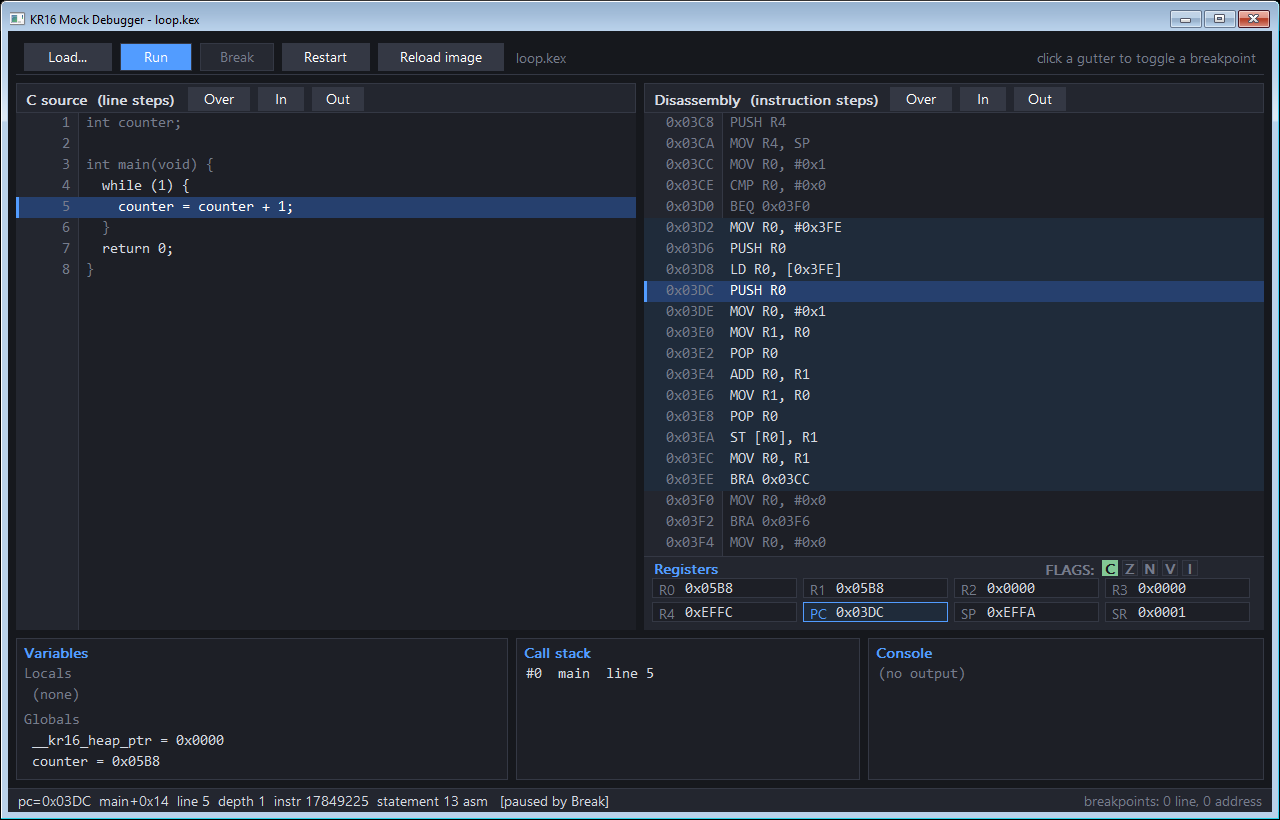 KR16 Mock Debugger - loop.kex
Load... Run Break Restart Reload image loop.kex click a gutter to toggle a breakpoint
C source (line steps) Over In Out
1 int counter;
2
3 int main(void) {
4 while (1) {
5 counter = counter + 1;
6 }
7 return 0;
8 }
Disassembly (instruction steps) Over In Out
0x03C8 PUSH R4
0x03CA MOV R4, SP
0x03CC MOV R0, #0x1
0x03CE CMP R0, #0x0
0x03D0 BEQ 0x03F0
0x03D2 MOV R0, #0x3FE
0x03D6 PUSH R0
0x03D8 LD R0, [0x3FE]
0x03DC PUSH R0
0x03DE MOV R0, #0x1
0x03E0 MOV R1, R0
0x03E2 POP R0
0x03E4 ADD R0, R1
0x03E6 MOV R1, R0
0x03E8 POP R0
0x03EA ST [R0], R1
0x03EC MOV R0, R1
0x03EE BRA 0x03CC
0x03F0 MOV R0, #0x0
0x03F2 BRA 0x03F6
0x03F4 MOV R0, #0x0
Registers FLAGS: C Z N V I
R0 0x05B8 R1 0x05B8 R2 0x0000 R3 0x0000
R4 0xEFFC PC 0x03DC SP 0xEFFA SR 0x0001
Variables
Locals
(none)
Globals
__kr16_heap_ptr = 0x0000
counter = 0x05B8
Call stack
#0 main line 5
Console
(no output)
pc=0x03DC main+0x14 line 5 depth 1 instr 17849225 statement 13 asm [paused by Break] breakpoints: 0 line, 0 address